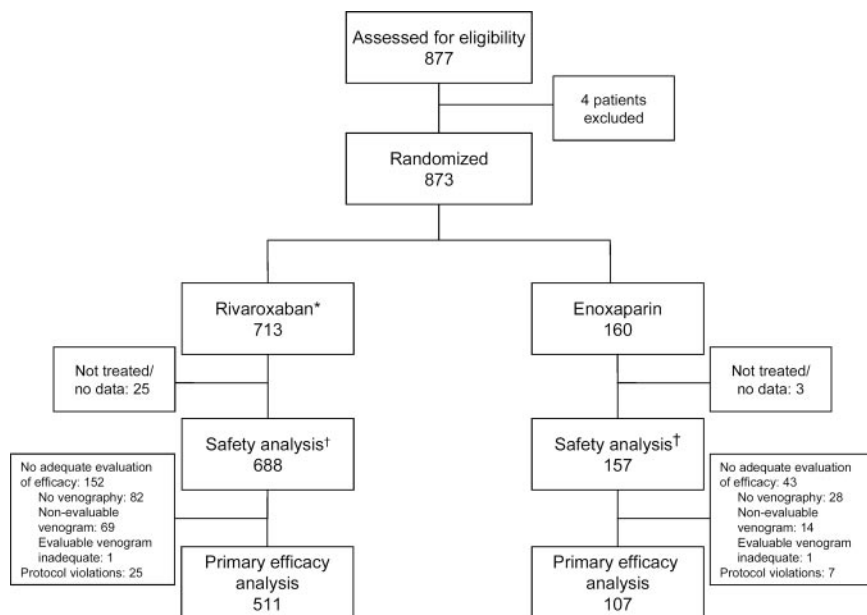 Assessed for eligibility
877
4 patients
excluded
Randomized
873
Rivaroxaban*
713
Enoxaparin
160
Not treated/
no data: 25
Not treated/
no data: 3
Safety analysis†
688
Safety analysis†
157
No adequate evaluation
of efficacy: 152
No venography: 82
Non-evaluable
venogram: 69
Evaluable venogram
inadequate: 1
Protocol violations: 25
No adequate evaluation
of efficacy: 43
No venography: 28
Non-evaluable
venogram: 14
Evaluable venogram
inadequate: 1
Protocol violations: 7
Primary efficacy
analysis
511
Primary efficacy
analysis
107